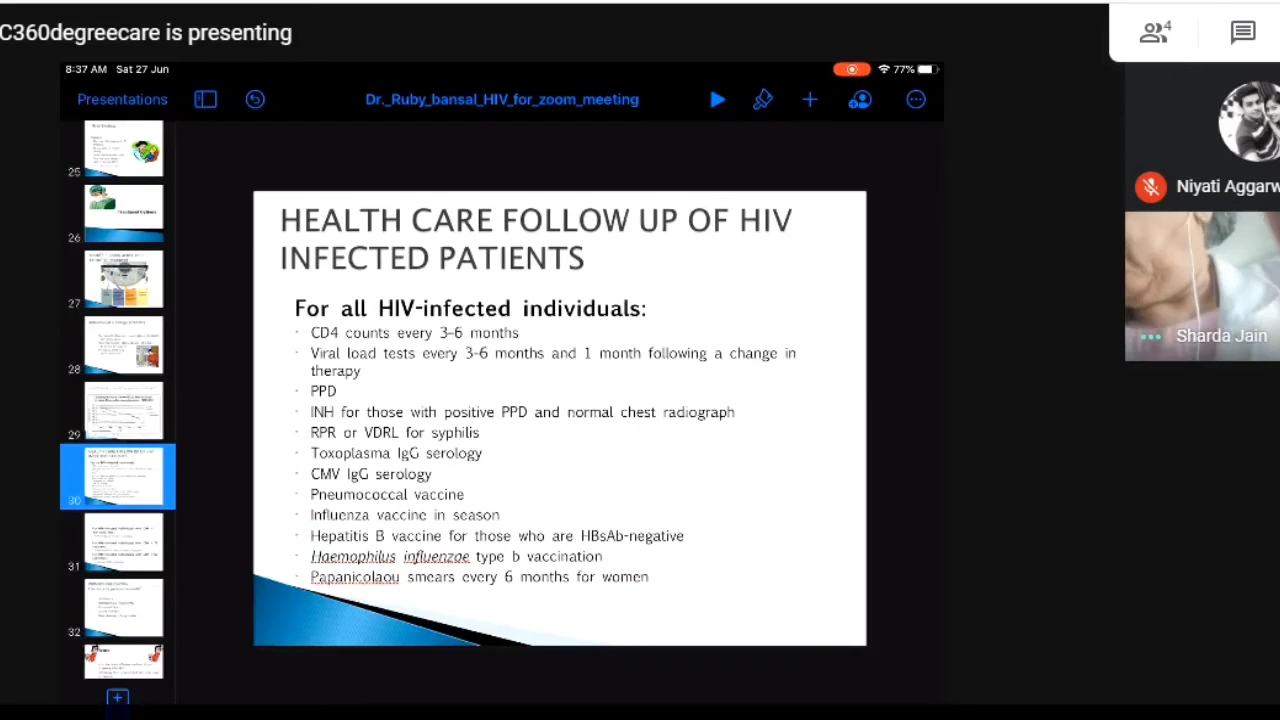 C360degreecare is presenting
4
8:37 AM Sat 27 Jun
77%
Presentations
Dr._Ruby_bansal_HIV_for_zoom_meeting
25
26
27
28
29
30
31
32
HEALTH CARE FOLLOW UP OF HIV
INFECTED PATIENTS
For all HIV-infected individuals:
CD4 counts every 3–6 months
Viral load tests every 3-6 months and 1 month following a change in
therapy
PPD
INH for those with positive PPD and normal chest radiograph
RPR or VDRL for syphilis
Toxoplasma IgG serology
CMV IgG serology
Pneumococcal vaccine
Influenza vaccine in season
Hepatitis B vaccine for those who are HBsAb-negative
Haemophilus influenzae type b vaccination
Papanicolaou smears every 6 months for women
Niyati Aggarw
Sharda Jain